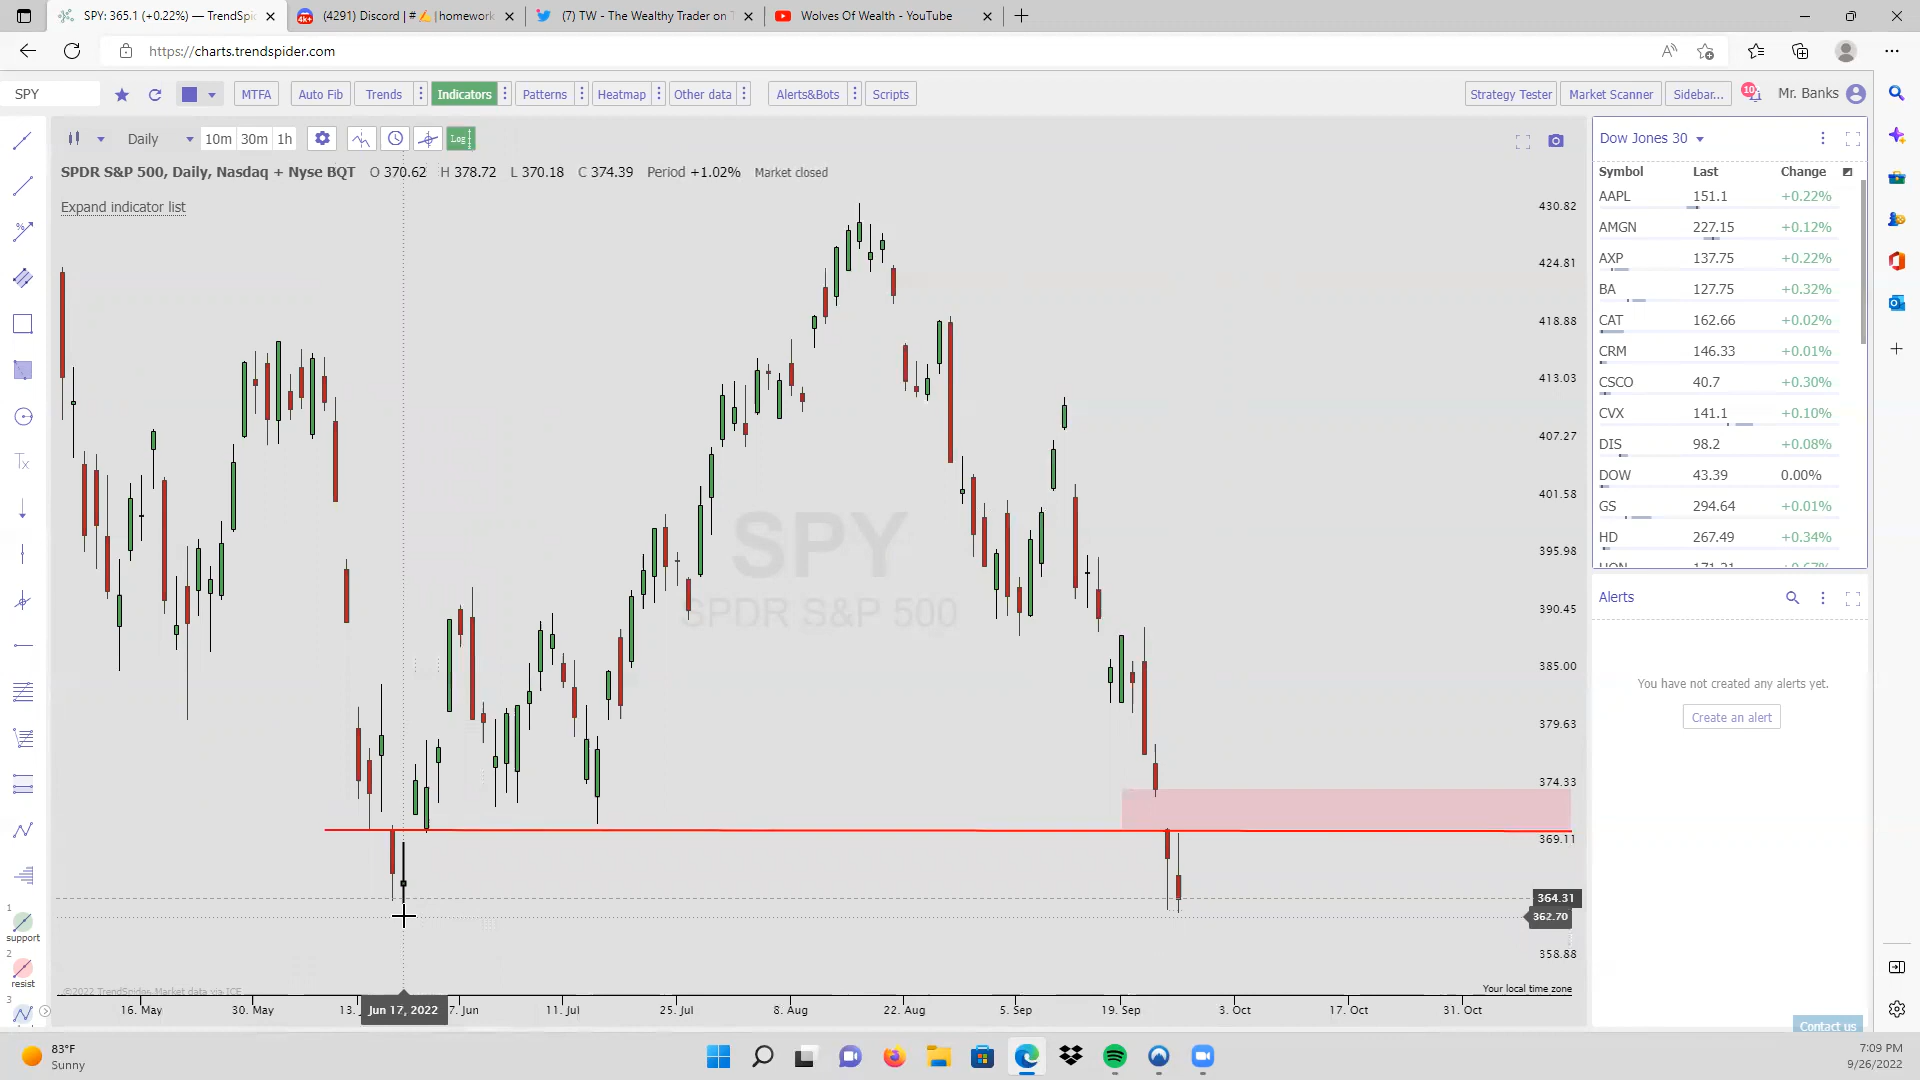 SPY: 365.1 (+0.22%) — TrendSpi
(4291) Discord | #✍ | homework
(7) TW - The Wealthy Trader on
Wolves Of Wealth - YouTube
https://charts.trendspider.com
SPY
MTFA
Auto Fib
Trends
Indicators
Patterns
Heatmap
Other data
Alerts&Bots
Scripts
Strategy Tester
Market Scanner
Sidebar...
10
Mr. Banks
Daily
10m
30m
1h
Log
SPDR S&P 500, Daily, Nasdaq + Nyse BQT O 370.62 H 378.72 L 370.18 C 374.39 Period +1.02% Market closed
Expand indicator list
430.82
424.81
418.88
413.03
407.27
401.58
395.98
390.45
385.00
379.63
374.33
369.11
364.31
362.70
358.88
SPY
SPDR S&P 500
©2022 TrendSpider. Market data via ICE
Your local time zone
16. May
30. May
13.
Jun 17, 2022
7. Jun
11. Jul
25. Jul
8. Aug
22. Aug
5. Sep
19. Sep
3. Oct
17. Oct
31. Oct
1
support
2
resist
3
Dow Jones 30
Symbol Last Change
AAPL 151.1 +0.22%
AMGN 227.15 +0.12%
AXP 137.75 +0.22%
BA 127.75 +0.32%
CAT 162.66 +0.02%
CRM 146.33 +0.01%
CSCO 40.7 +0.30%
CVX 141.1 +0.10%
DIS 98.2 +0.08%
DOW 43.39 0.00%
GS 294.64 +0.01%
HD 267.49 +0.34%
Alerts
You have not created any alerts yet.
Create an alert
Contact us
83°F
Sunny
7:09 PM
9/26/2022